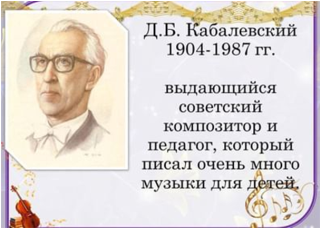 Д.Б. Кабалевский
1904-1987 гг.
выдающийся
советский
композитор и
педагог, который
писал очень много
музыки для детей.